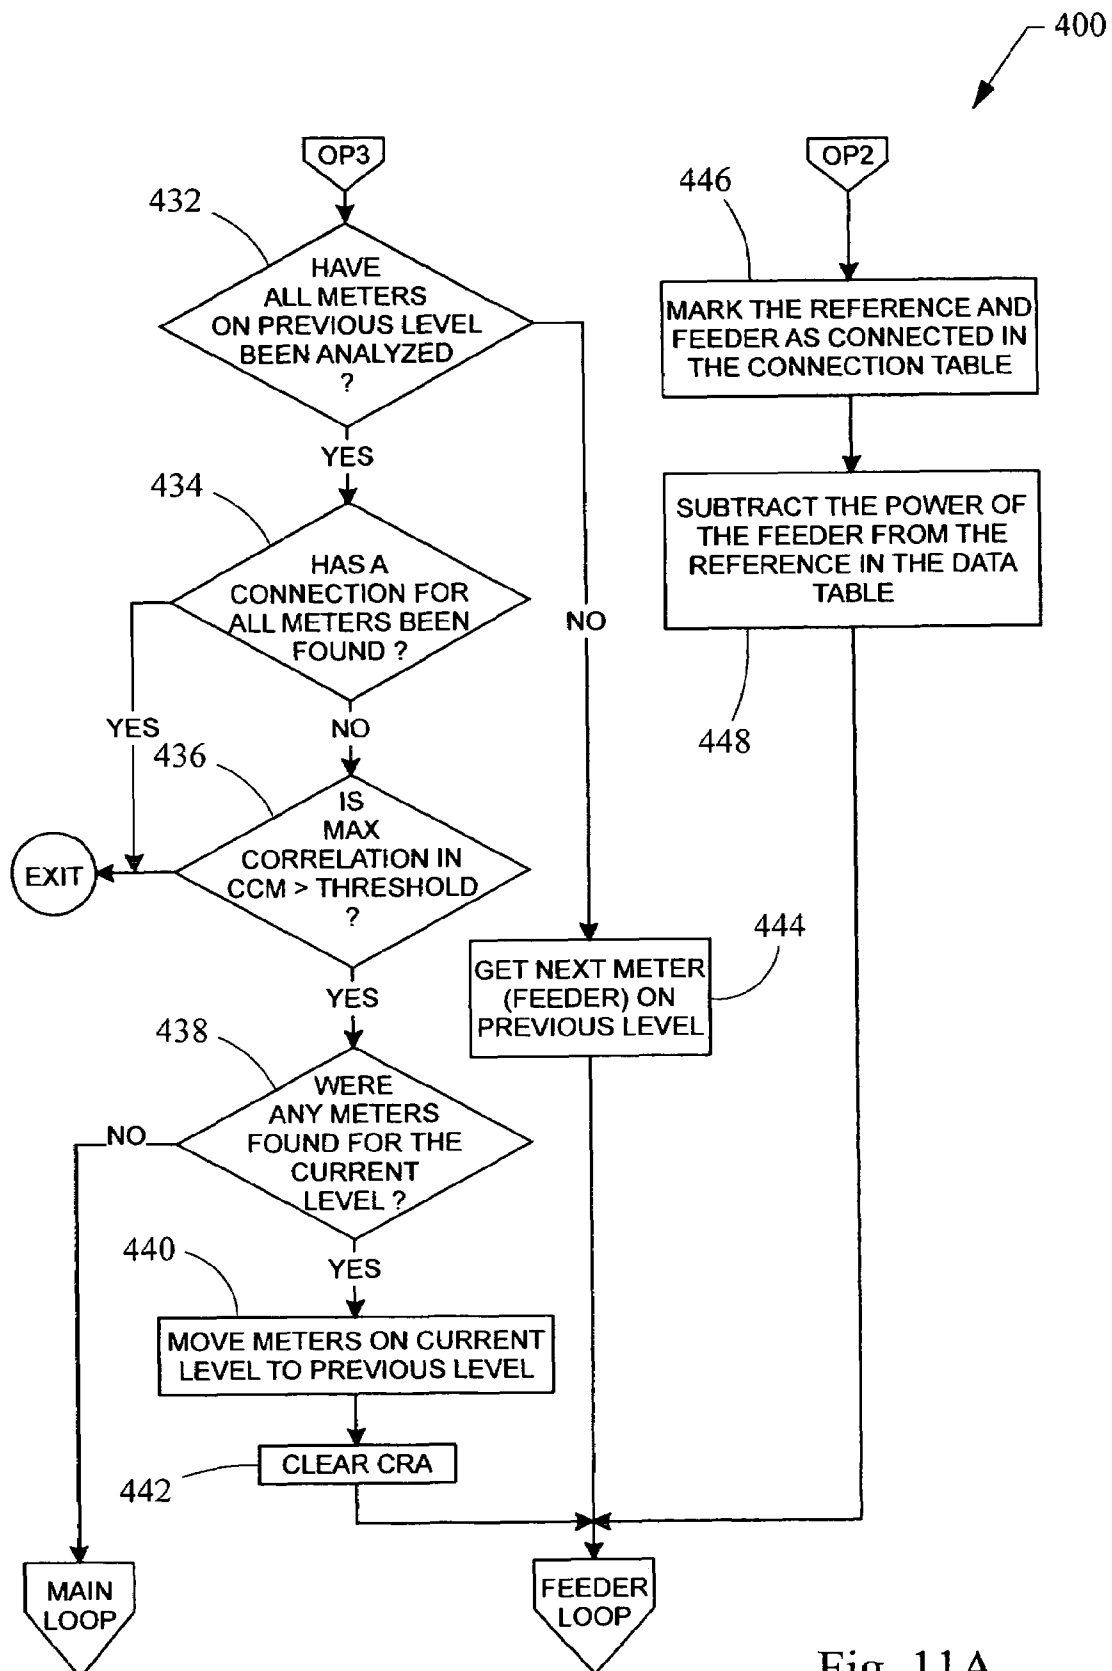 400
OP3
OP2
432
446
HAVE
ALL METERS
ON PREVIOUS LEVEL
BEEN ANALYZED
?
MARK THE REFERENCE AND
FEEDER AS CONNECTED IN
THE CONNECTION TABLE
YES
434
SUBTRACT THE POWER OF
THE FEEDER FROM THE
REFERENCE IN THE DATA
TABLE
HAS A
CONNECTION FOR
ALL METERS BEEN
FOUND ?
NO
YES
NO
448
436
IS
MAX
CORRELATION IN
CCM > THRESHOLD
?
EXIT
444
GET NEXT METER
(FEEDER) ON
PREVIOUS LEVEL
YES
438
WERE
ANY METERS
FOUND FOR THE
CURRENT
LEVEL ?
NO
440
YES
MOVE METERS ON CURRENT
LEVEL TO PREVIOUS LEVEL
CLEAR CRA
442
MAIN
LOOP
FEEDER
LOOP
Fig. 11A